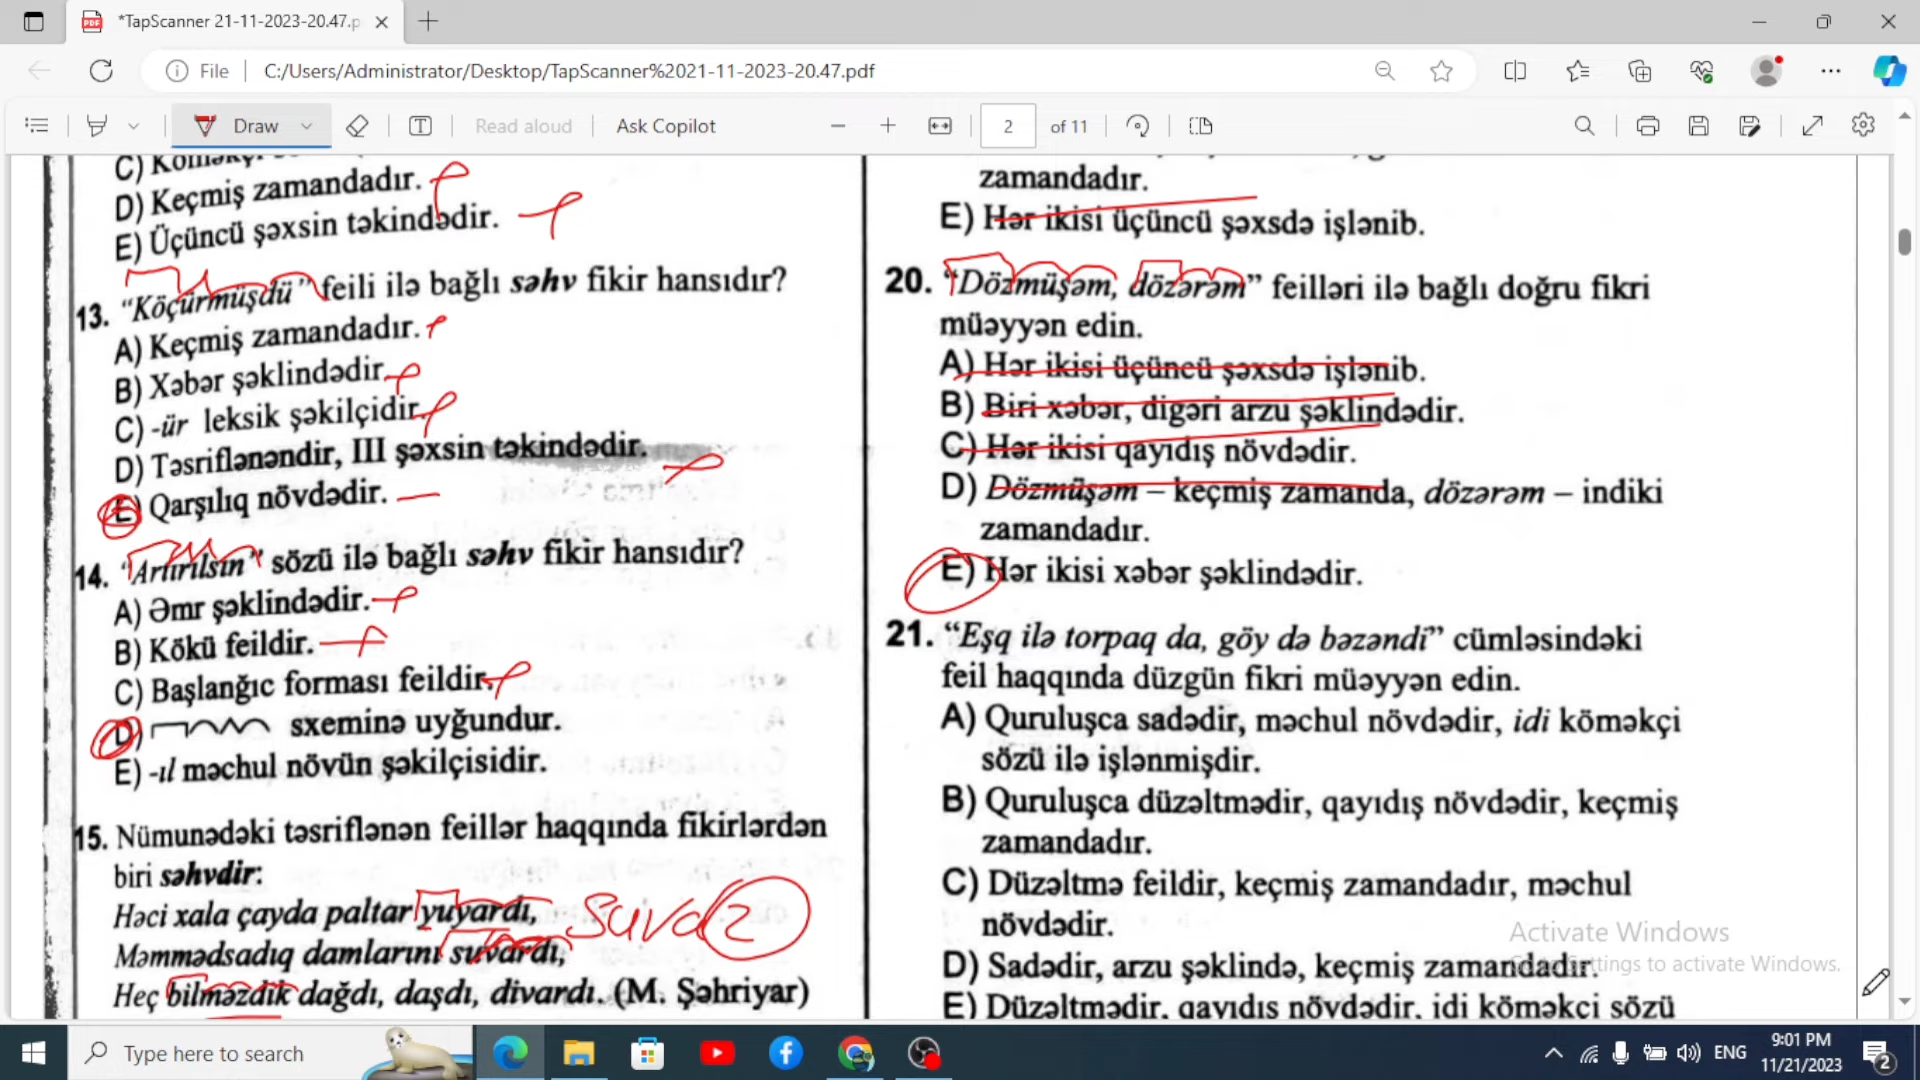 *TapScanner 21-11-2023-20.47.p
File
C:/Users/Administrator/Desktop/TapScanner%2021-11-2023-20.47.pdf
Draw
Read aloud
Ask Copilot
2
of 11
D) Keçmiş zamandadır.
E) Üçüncü şəxsin təkindədir.
13. “Köçürmüşdü” feili ilə bağlı səhv fikir hansıdır?
A) Keçmiş zamandadır.
B) Xəbər şəklindədir.
C) -ür leksik şəkilçidir.
D) Təsriflənəndir, III şəxsin təkindədir.
E) Qarşılıq növdədir.
14. “Artırılsın” sözü ilə bağlı səhv fikir hansıdır?
A) Əmr şəklindədir.
B) Kökü feildir.
C) Başlanğıc forması feildir.
D) sxeminə uyğundur.
E) -ıl məchul növün şəkilçisidir.
15. Nümunədəki təsriflənən feillər haqqında fikirlərdən
biri səhvdir:
Həci xala çayda paltar yuyardı,
Məmmədsadıq damlarını suvardı,
Heç bilməzdik dağdı, daşdı, divardı. (M. Şəhriyar)
zamandadır.
E) Hər ikisi üçüncü şəxsdə işlənib.
20. “Dözmüşəm, dözərəm” feilləri ilə bağlı doğru fikri
müəyyən edin.
A) Hər ikisi üçüncü şəxsdə işlənib.
B) Biri xəbər, digəri arzu şəklindədir.
C) Hər ikisi qayıdış növdədir.
D) Dözmüşəm – keçmiş zamanda, dözərəm – indiki
zamandadır.
E) Hər ikisi xəbər şəklindədir.
21. “Eşq ilə torpaq da, göy də bəzəndi” cümləsindəki
feil haqqında düzgün fikri müəyyən edin.
A) Quruluşca sadədir, məchul növdədir, idi köməkçi
sözü ilə işlənmişdir.
B) Quruluşca düzəltmədir, qayıdış növdədir, keçmiş
zamandadır.
C) Düzəltmə feildir, keçmiş zamandadır, məchul
növdədir.
D) Sadədir, arzu şəklində, keçmiş zamandadır.
E) Düzəltmədir, qayıdış növdədir, idi köməkçi sözü
Activate Windows
Go to Settings to activate Windows.
Type here to search
ENG
9:01 PM
11/21/2023
2